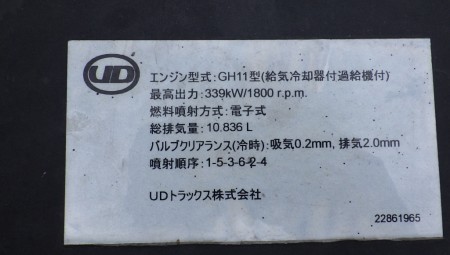 UD
エンジン型式:GH11型(給気冷却器付過給機付)
最高出力:339kW/1800 r.p.m.
燃料噴射方式:電子式
総排気量:10.836 L
バルブクリアランス(冷時):吸気0.2mm, 排気2.0mm
噴射順序:1-5-3-6-2-4
UDトラックス株式会社
22861965